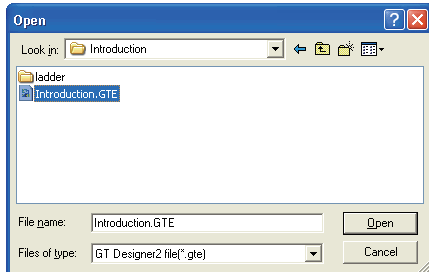 Open
Look in: Introduction
ladder
Introduction.GTE
File name: Introduction.GTE Open
Files of type: GT Designer2 file(*.gte) Cancel